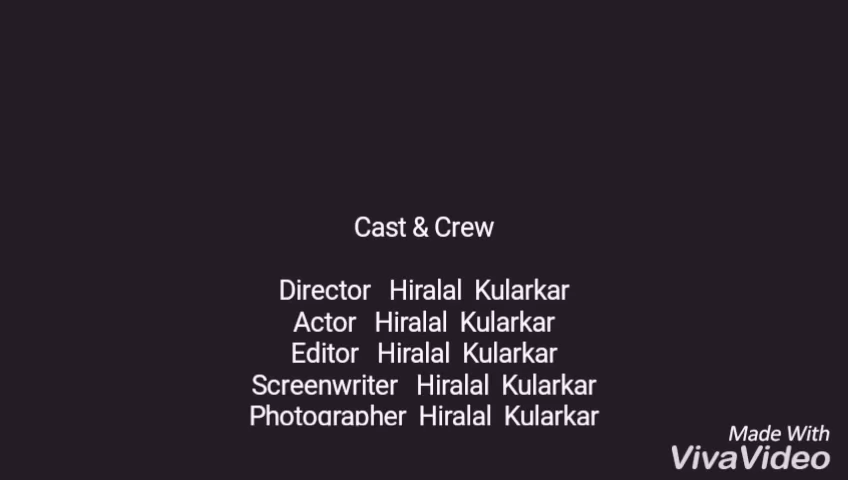 Cast & Crew
Director Hiralal Kularkar
Actor Hiralal Kularkar
Editor Hiralal Kularkar
Screenwriter Hiralal Kularkar
Photographer Hiralal Kularkar
Made With
VivaVideo